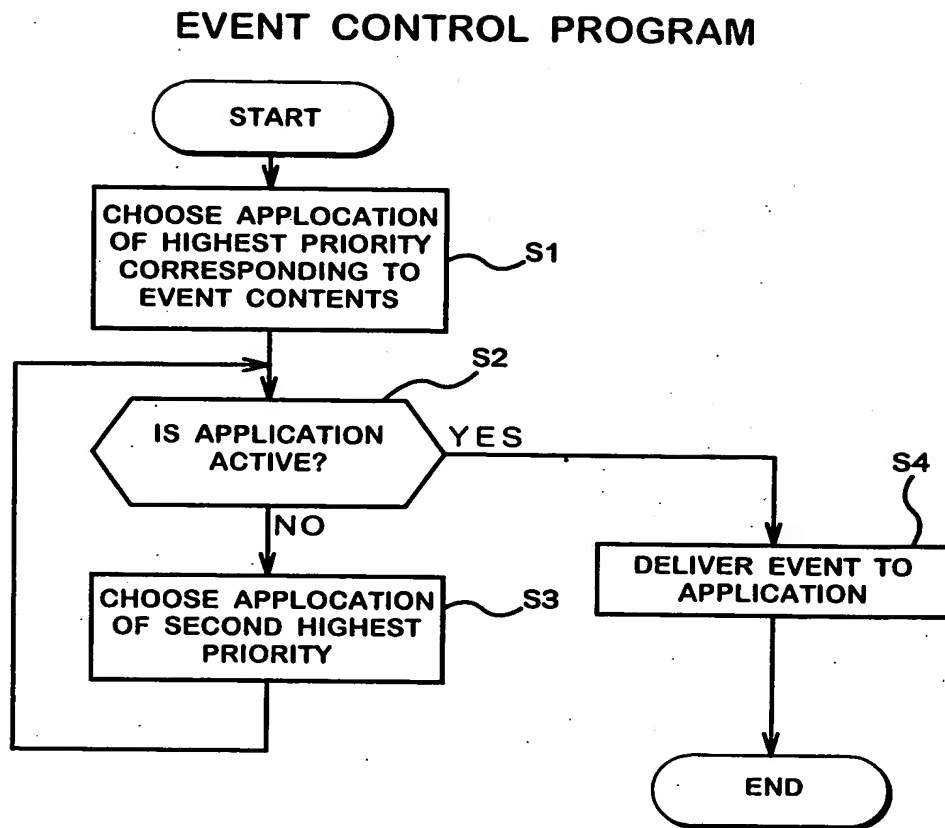 EVENT CONTROL PROGRAM
START
CHOOSE APPLOCATION
OF HIGHEST PRIORITY
CORRESPONDING TO
EVENT CONTENTS
S1
S2
IS APPLICATION
ACTIVE?
YES
NO
S4
DELIVER EVENT TO
APPLICATION
CHOOSE APPLOCATION
OF SECOND HIGHEST
PRIORITY
S3
END